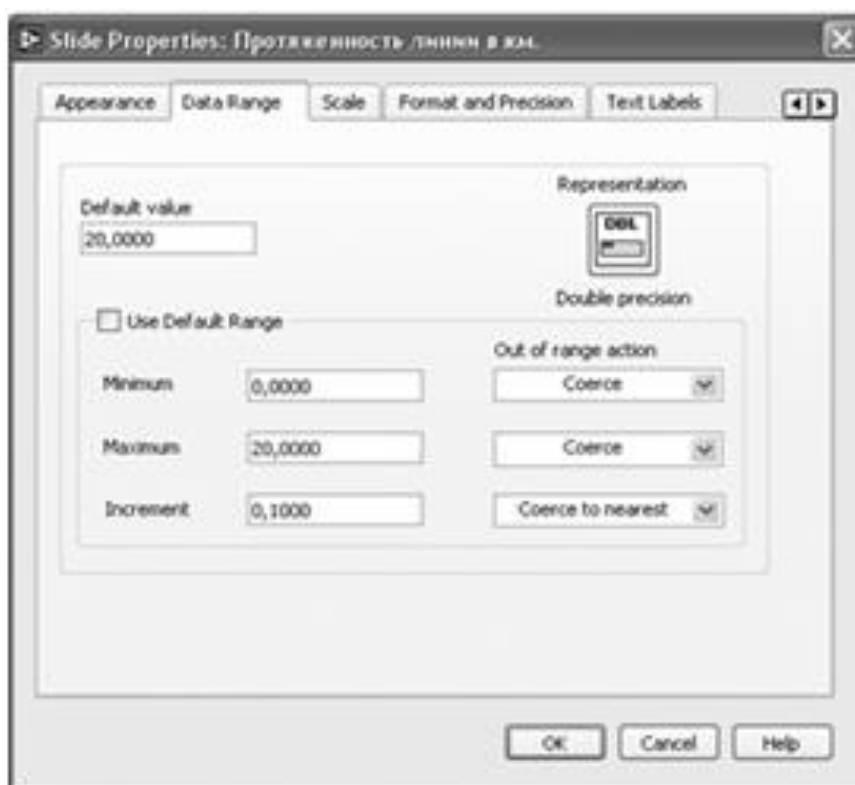 Slide Properties: Протяженность линии в км.
Appearance Data Range Scale Format and Precision Text Labels
Representation
Default value
20,0000
DBL
Double precision
Use Default Range
Out of range action
Minimum 0,0000 Coerce
Maximum 20,0000 Coerce
Increment 0,1000 Coerce to nearest
OK Cancel Help